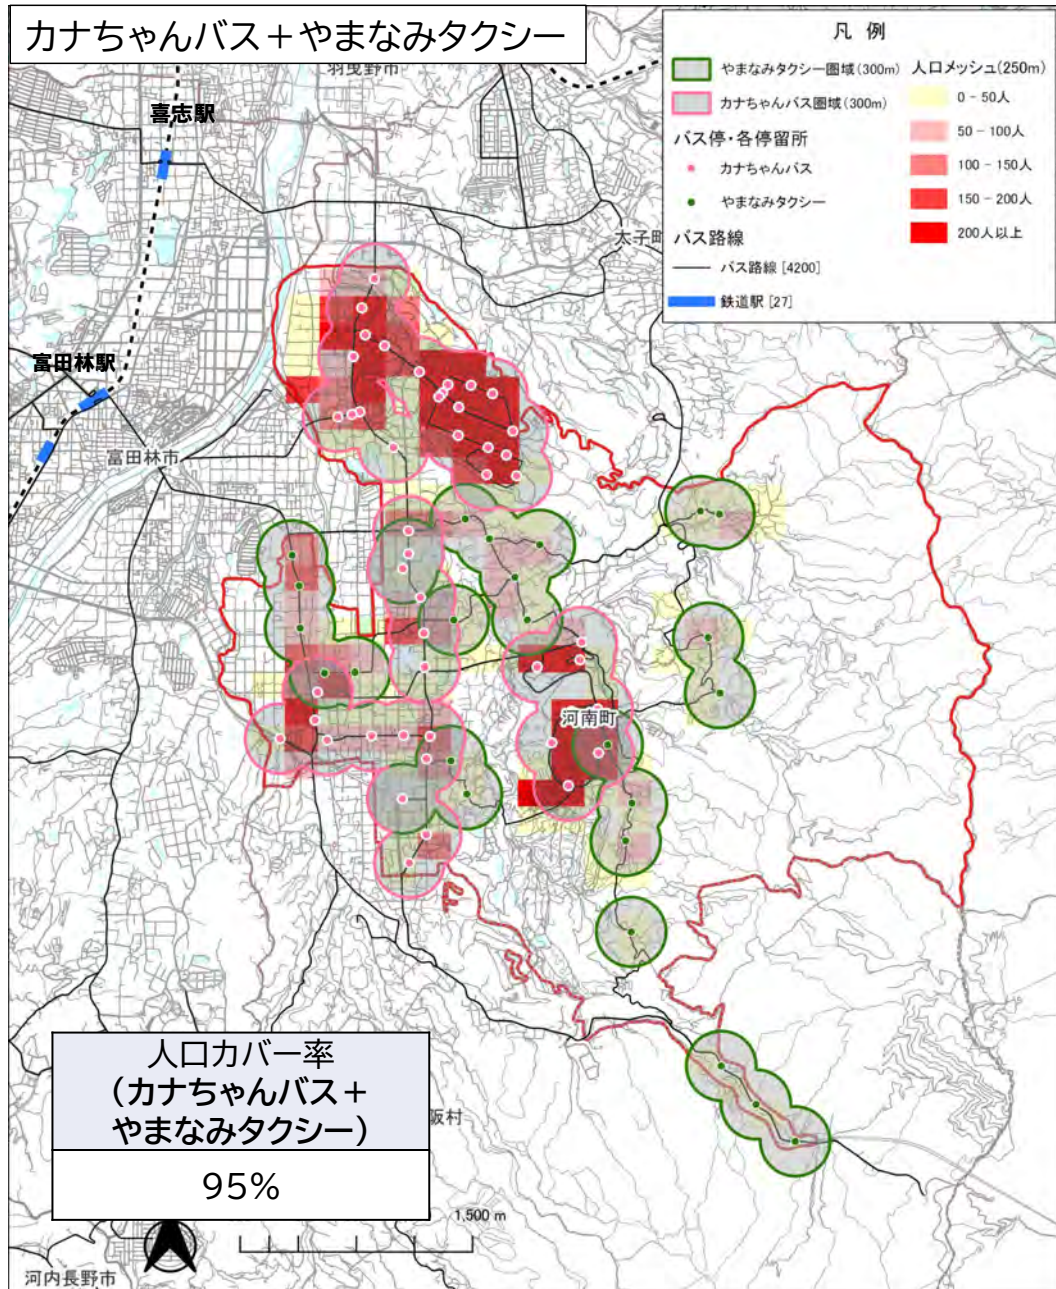 カナちゃんバス＋やまなみタクシー
凡 例
やまなみタクシー圏域(300m)
カナちゃんバス圏域(300m)
バス停・各停留所
カナちゃんバス
やまなみタクシー
バス路線
バス路線 [4200]
鉄道駅 [27]
人口メッシュ(250m)
0 - 50人
50 - 100人
100 - 150人
150 - 200人
200人以上
羽曳野市
喜志駅
太子町
富田林駅
富田林市
河南町
人口カバー率
(カナちゃんバス＋
やまなみタクシー)
95%
阪村
1,500 m
河内長野市